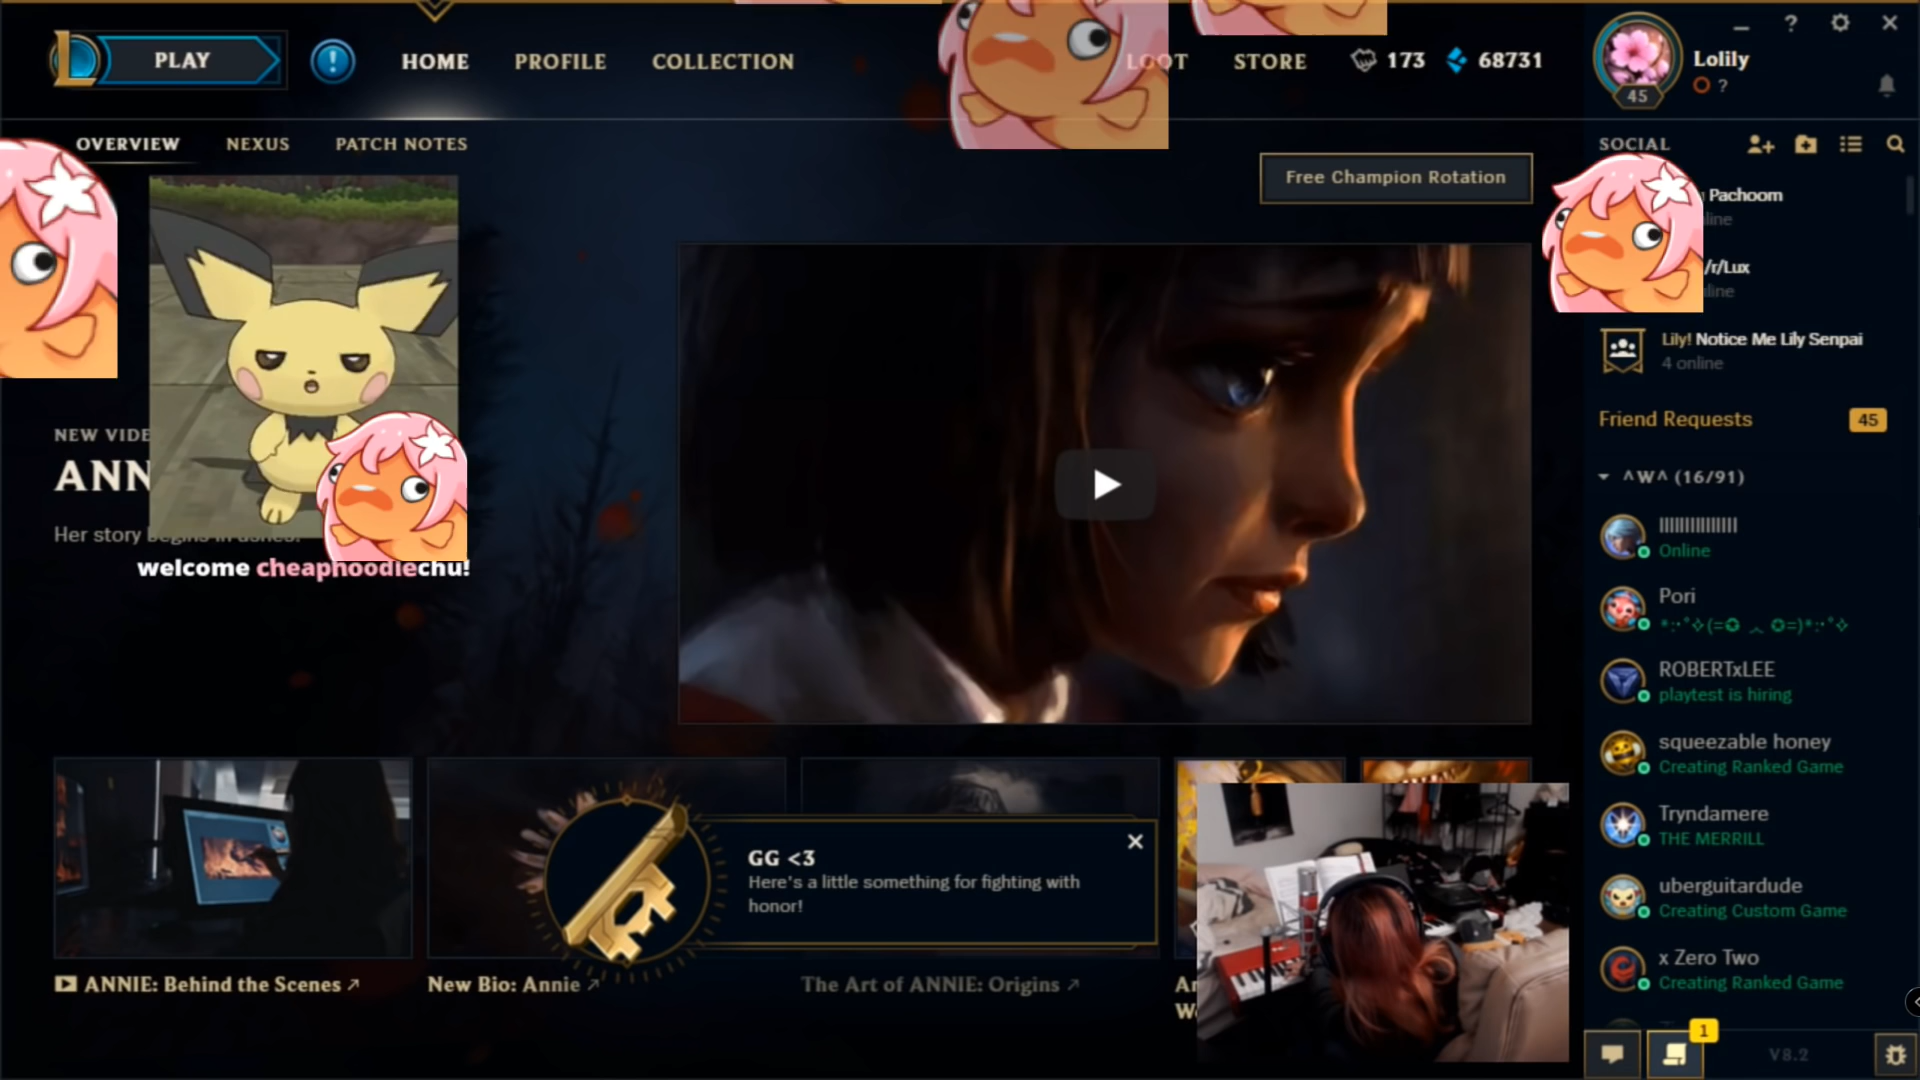 PLAY
HOME
PROFILE
COLLECTION
LOOT
STORE
173
68731
Lolily
?
45
OVERVIEW
NEXUS
PATCH NOTES
Free Champion Rotation
SOCIAL
Pachoom
/r/Lux
Lily! Notice Me Lily Senpai
4 online
Friend Requests
45
^W^ (16/91)
Online
Pori
ROBERTxLEE
playtest is hiring
squeezable honey
Creating Ranked Game
Tryndamere
THE MERRILL
uberguitardude
Creating Custom Game
x Zero Two
Creating Ranked Game
1
V8.2
NEW VIDE
ANN
Her story begins in ashes.
welcome cheaphoodiechu!
GG <3
Here's a little something for fighting with
honor!
ANNIE: Behind the Scenes
New Bio: Annie
The Art of ANNIE: Origins